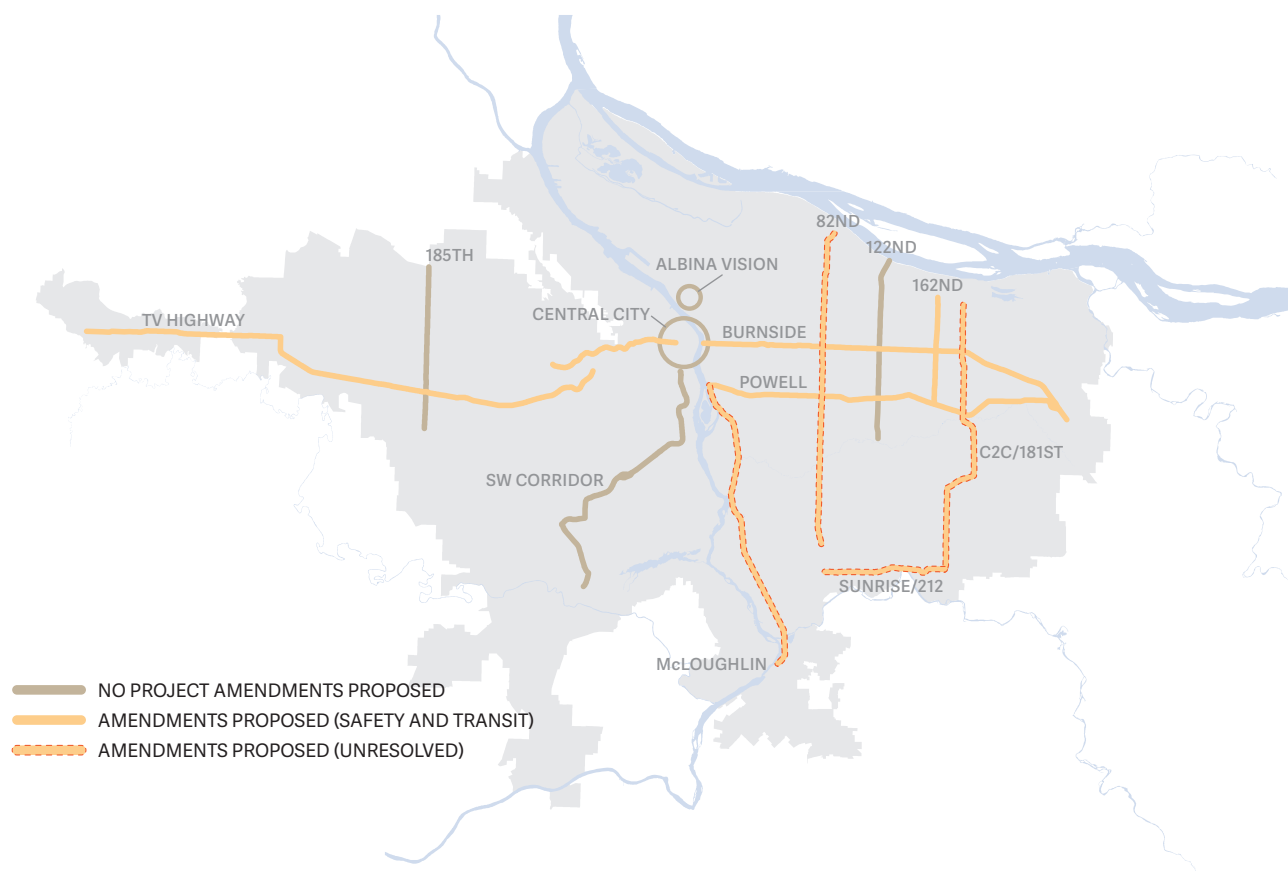 82ND
122ND
185TH
ALBINA VISION
162ND
CENTRAL CITY
TV HIGHWAY
BURNSIDE
POWELL
C2C/181ST
SW CORRIDOR
SUNRISE/212
McLOUGHLIN
NO PROJECT AMENDMENTS PROPOSED
AMENDMENTS PROPOSED (SAFETY AND TRANSIT)
AMENDMENTS PROPOSED (UNRESOLVED)